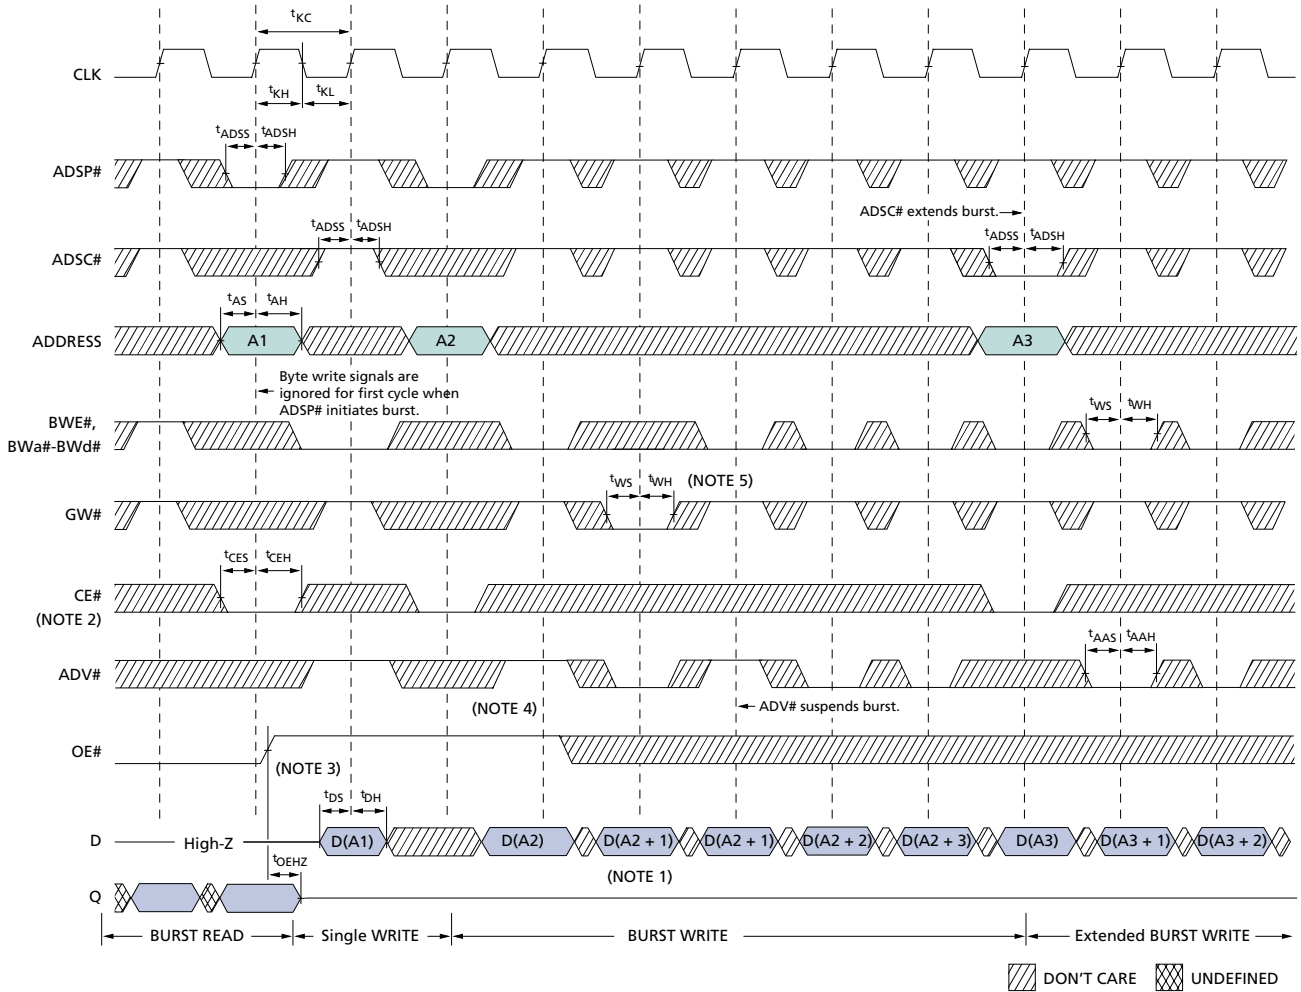 tKC
CLK
tKH
tKL
tADSS
tADSH
ADSP#
ADSC# extends burst.
tADSS
tADSH
tADSS
tADSH
ADSC#
tAS
tAH
ADDRESS
A1
A2
A3
Byte write signals are
ignored for first cycle when
ADSP# initiates burst.
BWE#,
BWa#-BWd#
tWS
tWH
tWS
tWH
(NOTE 5)
GW#
tCES
tCEH
CE#
(NOTE 2)
tAAS
tAAH
ADV#
(NOTE 4)
ADV# suspends burst.
OE#
(NOTE 3)
tDS
tDH
D
High-Z
D(A1)
D(A2)
D(A2 + 1)
D(A2 + 1)
D(A2 + 2)
D(A2 + 3)
D(A3)
D(A3 + 1)
D(A3 + 2)
tOEHZ
(NOTE 1)
Q
BURST READ
Single WRITE
BURST WRITE
Extended BURST WRITE
DON'T CARE
UNDEFINED